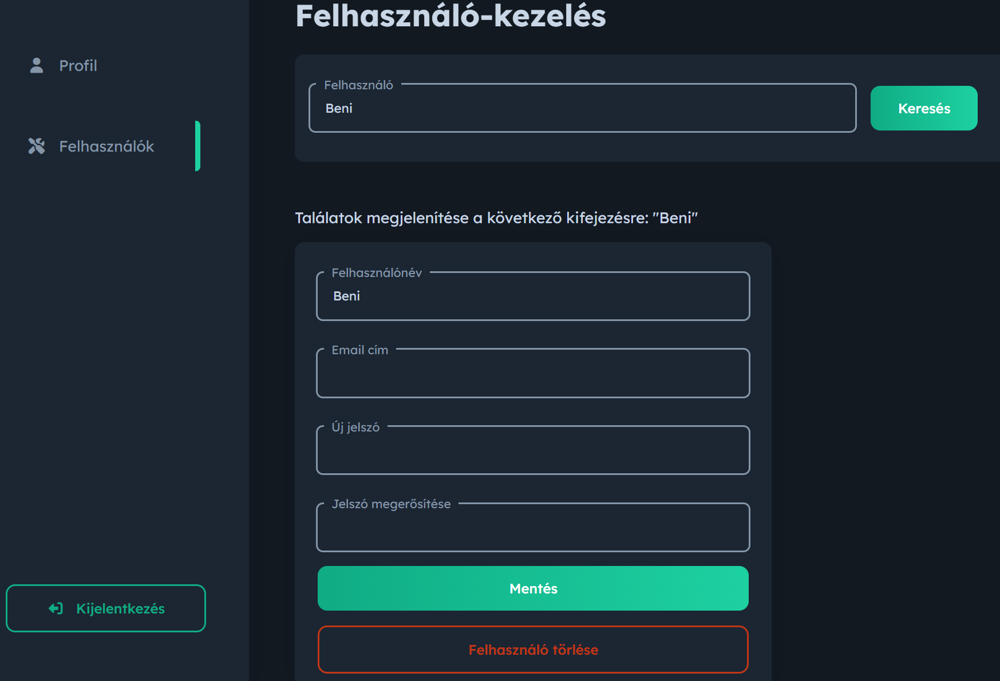 Felhasználó-kezelés
Profil
Felhasználók
Felhasználó
Beni
Keresés
Találatok megjelenítése a következő kifejezésre: "Beni"
Felhasználónév
Beni
Email cím
Új jelszó
Jelszó megerősítése
Mentés
Kijelentkezés
Felhasználó törlése